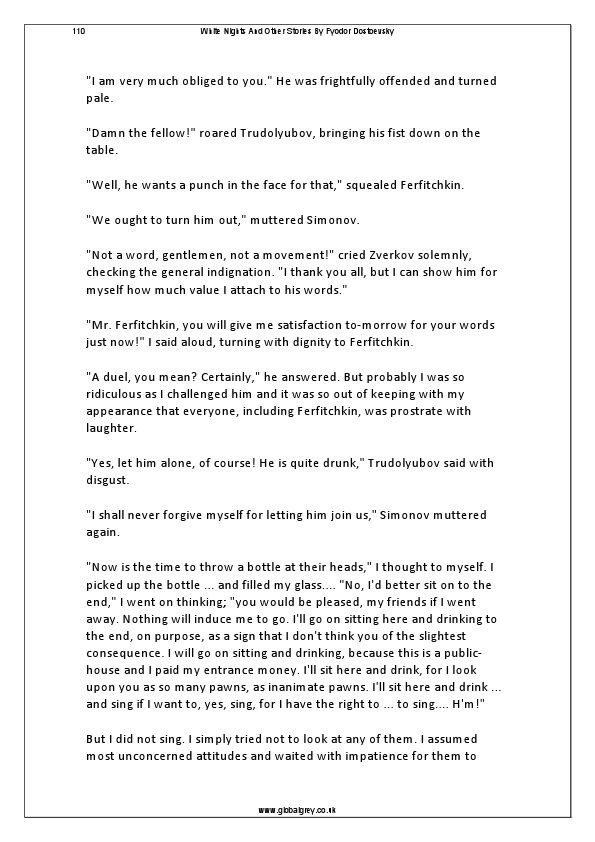 110 White Nights And Other Stories By Fyodor Dostoevsky
"I am very much obliged to you." He was frightfully offended and turned
pale.
"Damn the fellow!" roared Trudolyubov, bringing his fist down on the
table.
"Well, he wants a punch in the face for that," squealed Ferfitchkin.
"We ought to turn him out," muttered Simonov.
"Not a word, gentlemen, not a movement!" cried Zverkov solemnly,
checking the general indignation. "I thank you all, but I can show him for
myself how much value I attach to his words."
"Mr. Ferfitchkin, you will give me satisfaction to-morrow for your words
just now!" I said aloud, turning with dignity to Ferfitchkin.
"A duel, you mean? Certainly," he answered. But probably I was so
ridiculous as I challenged him and it was so out of keeping with my
appearance that everyone, including Ferfitchkin, was prostrate with
laughter.
"Yes, let him alone, of course! He is quite drunk," Trudolyubov said with
disgust.
"I shall never forgive myself for letting him join us," Simonov muttered
again.
"Now is the time to throw a bottle at their heads," I thought to myself. I
picked up the bottle ... and filled my glass.... "No, I'd better sit on to the
end," I went on thinking; "you would be pleased, my friends if I went
away. Nothing will induce me to go. I'll go on sitting here and drinking to
the end, on purpose, as a sign that I don't think you of the slightest
consequence. I will go on sitting and drinking, because this is a public-
house and I paid my entrance money. I'll sit here and drink, for I look
upon you as so many pawns, as inanimate pawns. I'll sit here and drink ...
and sing if I want to, yes, sing, for I have the right to ... to sing.... H'm!"
But I did not sing. I simply tried not to look at any of them. I assumed
most unconcerned attitudes and waited with impatience for them to
www.globalgrey.co.uk